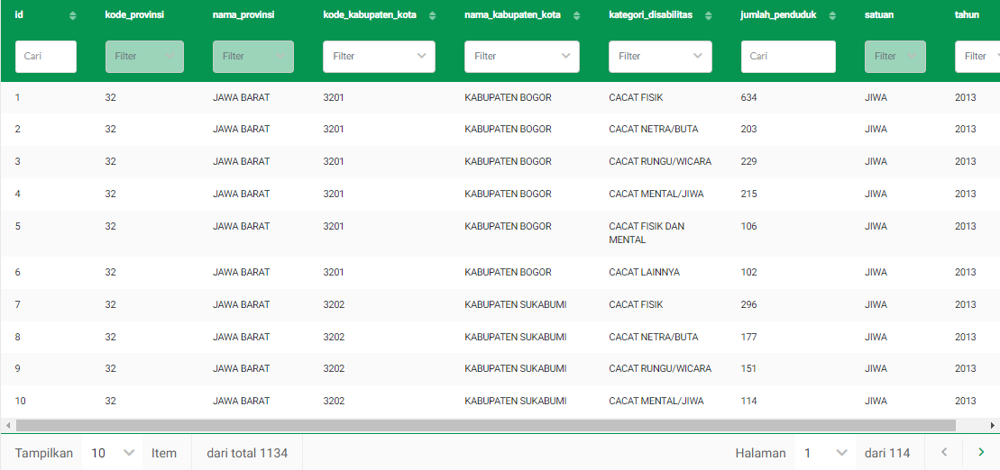 id kode_provinsi nama_provinsi kode_kabupaten_kota nama_kabupaten_kota kategori_disabilitas jumlah_penduduk satuan tahun
Cari Filter Filter Filter Filter Filter Cari Filter Filter
1 32 JAWA BARAT 3201 KABUPATEN BOGOR CACAT FISIK 634 JIWA 2013
2 32 JAWA BARAT 3201 KABUPATEN BOGOR CACAT NETRA/BUTA 203 JIWA 2013
3 32 JAWA BARAT 3201 KABUPATEN BOGOR CACAT RUNGU/WICARA 229 JIWA 2013
4 32 JAWA BARAT 3201 KABUPATEN BOGOR CACAT MENTAL/JIWA 215 JIWA 2013
5 32 JAWA BARAT 3201 KABUPATEN BOGOR CACAT FISIK DAN 106 JIWA 2013
MENTAL
6 32 JAWA BARAT 3201 KABUPATEN BOGOR CACAT LAINNYA 102 JIWA 2013
7 32 JAWA BARAT 3202 KABUPATEN SUKABUMI CACAT FISIK 296 JIWA 2013
8 32 JAWA BARAT 3202 KABUPATEN SUKABUMI CACAT NETRA/BUTA 177 JIWA 2013
9 32 JAWA BARAT 3202 KABUPATEN SUKABUMI CACAT RUNGU/WICARA 151 JIWA 2013
10 32 JAWA BARAT 3202 KABUPATEN SUKABUMI CACAT MENTAL/JIWA 114 JIWA 2013
Tampilkan 10 Item dari total 1134 Halaman 1 dari 114